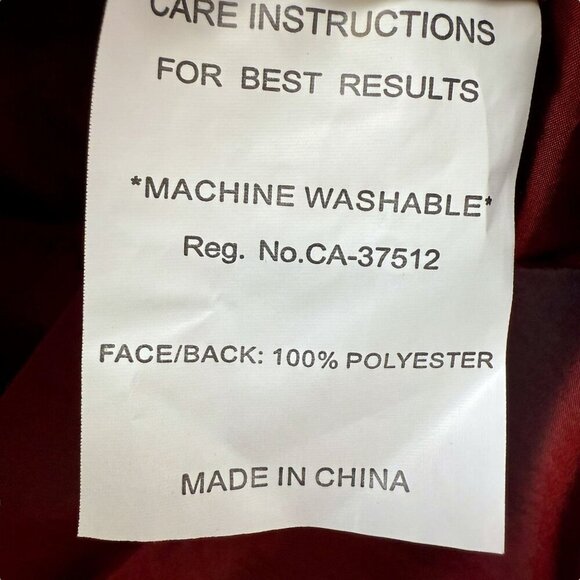 CARE INSTRUCTIONS
FOR BEST RESULTS
*MACHINE WASHABLE*
Reg. No.CA-37512
FACE/BACK: 100% POLYESTER
MADE IN CHINA